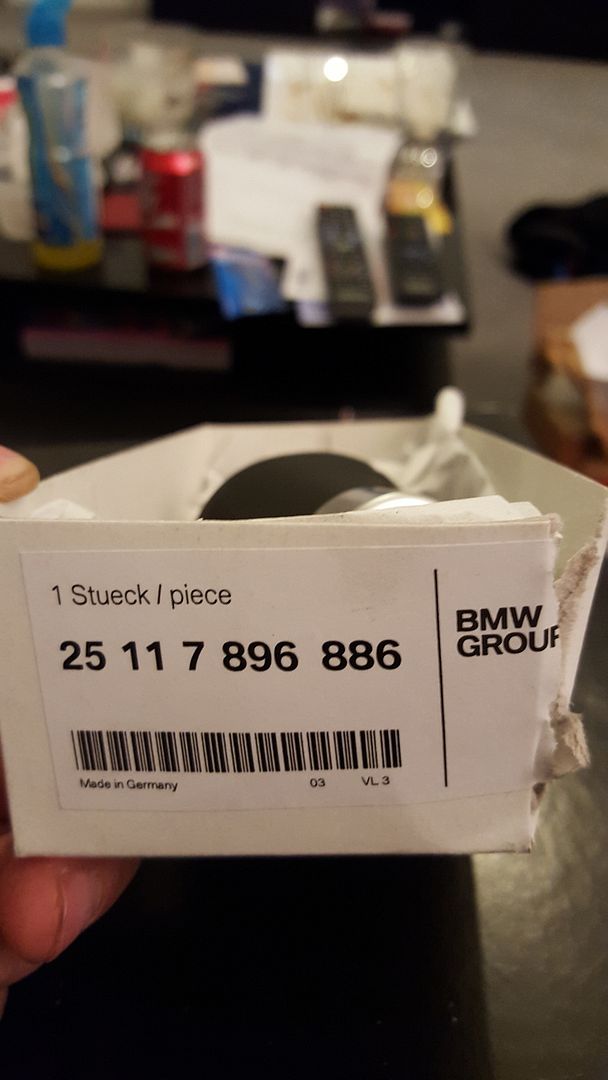 1 Stueck / piece
25 11 7 896 886
BMW
GROUP
Made in Germany 03 VL 3